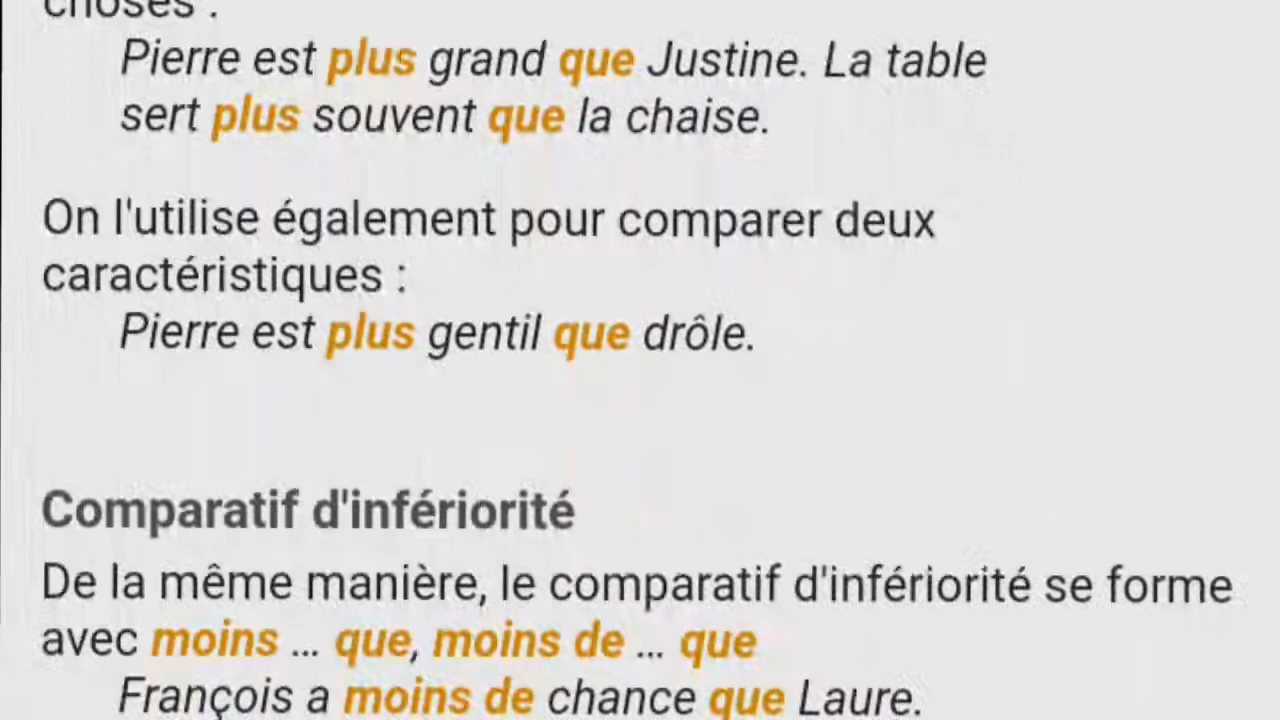 choses :
Pierre est plus grand que Justine. La table
sert plus souvent que la chaise.
On l'utilise également pour comparer deux
caractéristiques :
Pierre est plus gentil que drôle.
Comparatif d'infériorité
De la même manière, le comparatif d'infériorité se forme
avec moins ... que, moins de ... que
François a moins de chance que Laure.